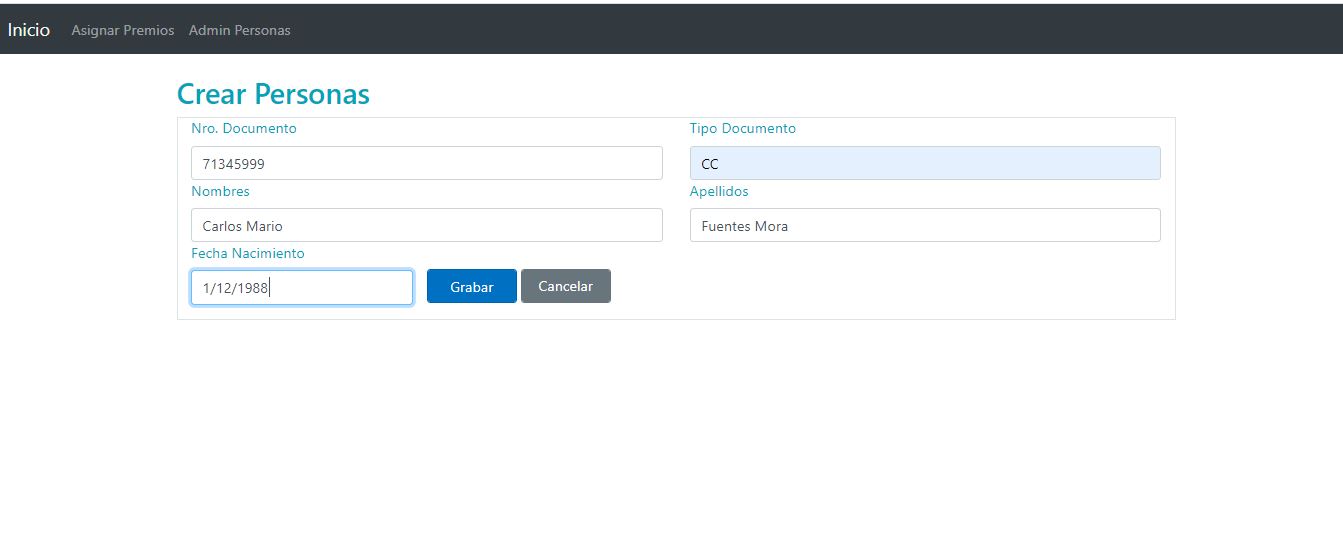 Inicio Asignar Premios Admin Personas
Crear Personas
Nro. Documento Tipo Documento
71345999 CC
Nombres Apellidos
Carlos Mario Fuentes Mora
Fecha Nacimiento
1/12/1988 Grabar Cancelar